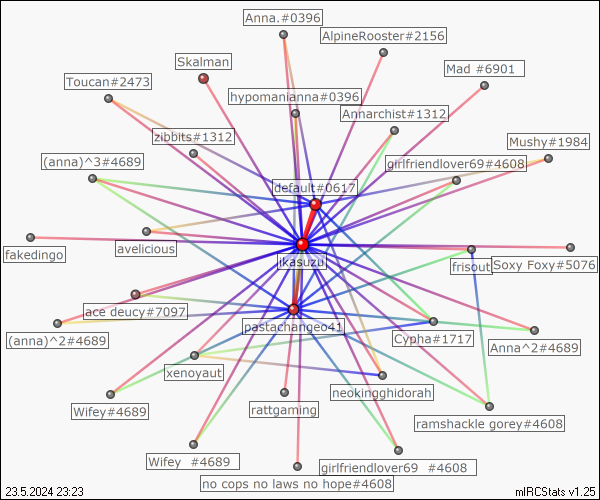 Anna.#0396
AlpineRooster#2156
Skalman
Mad #6901
Toucan#2473
hypomanianna#0396
Annarchist#1312
zibbits#1312
Mushy#1984
(anna)^3#4689
girlfriendlover69#4608
default#0617
avelicious
fakedingo
jkasuzu
frisout
Soxy Foxy#5076
ace deucy#7097
pastachangeo41
(anna)^2#4689
Cypha#1717
Anna^2#4689
xenoyaut
neokingghidorah
Wifey#4689
rattgaming
ramshackle gorey#4608
Wifey #4689
girlfriendlover69 #4608
no cops no laws no hope#4608
23.5.2024 23:23
mIRCStats v1.25